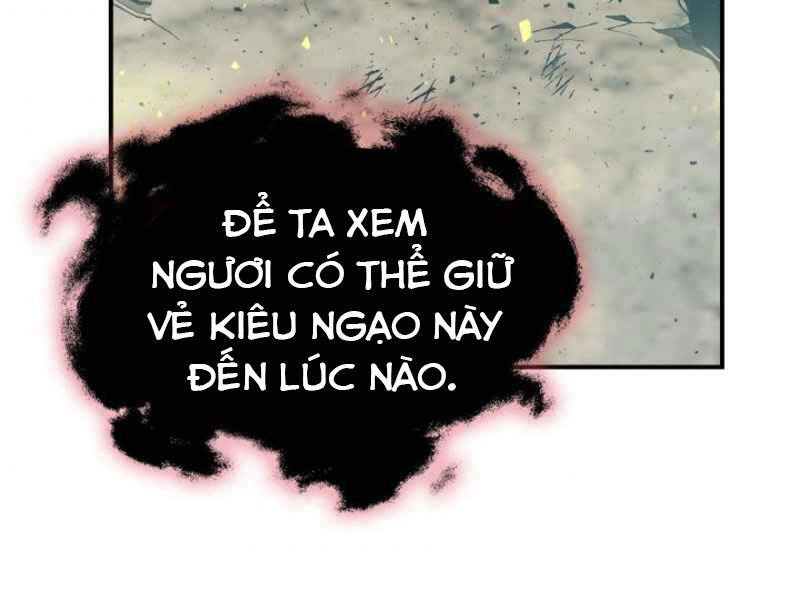 ĐỂ TA XEM
NGƯƠI CÓ THỂ GIỮ
VẺ KIÊU NGẠO NÀY
ĐẾN LÚC NÀO.